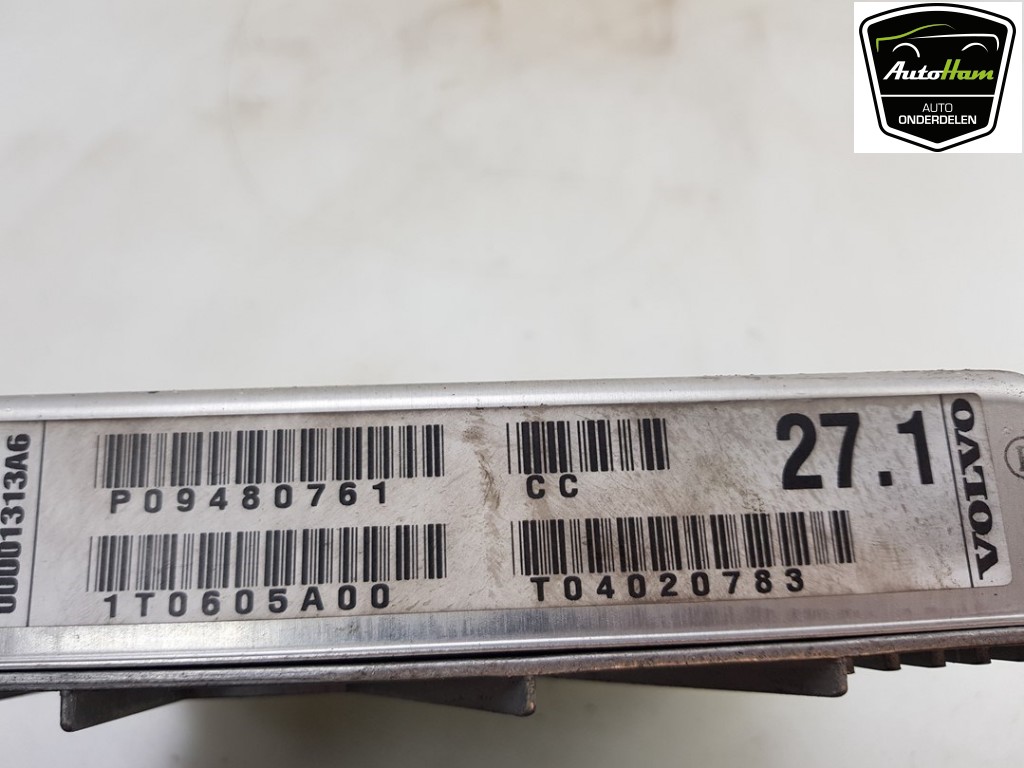 AutoHam
AUTO
ONDERDELEN
00001313A6
P09480761
CC
27.1
VOLVO
1T0605A00
T04020783